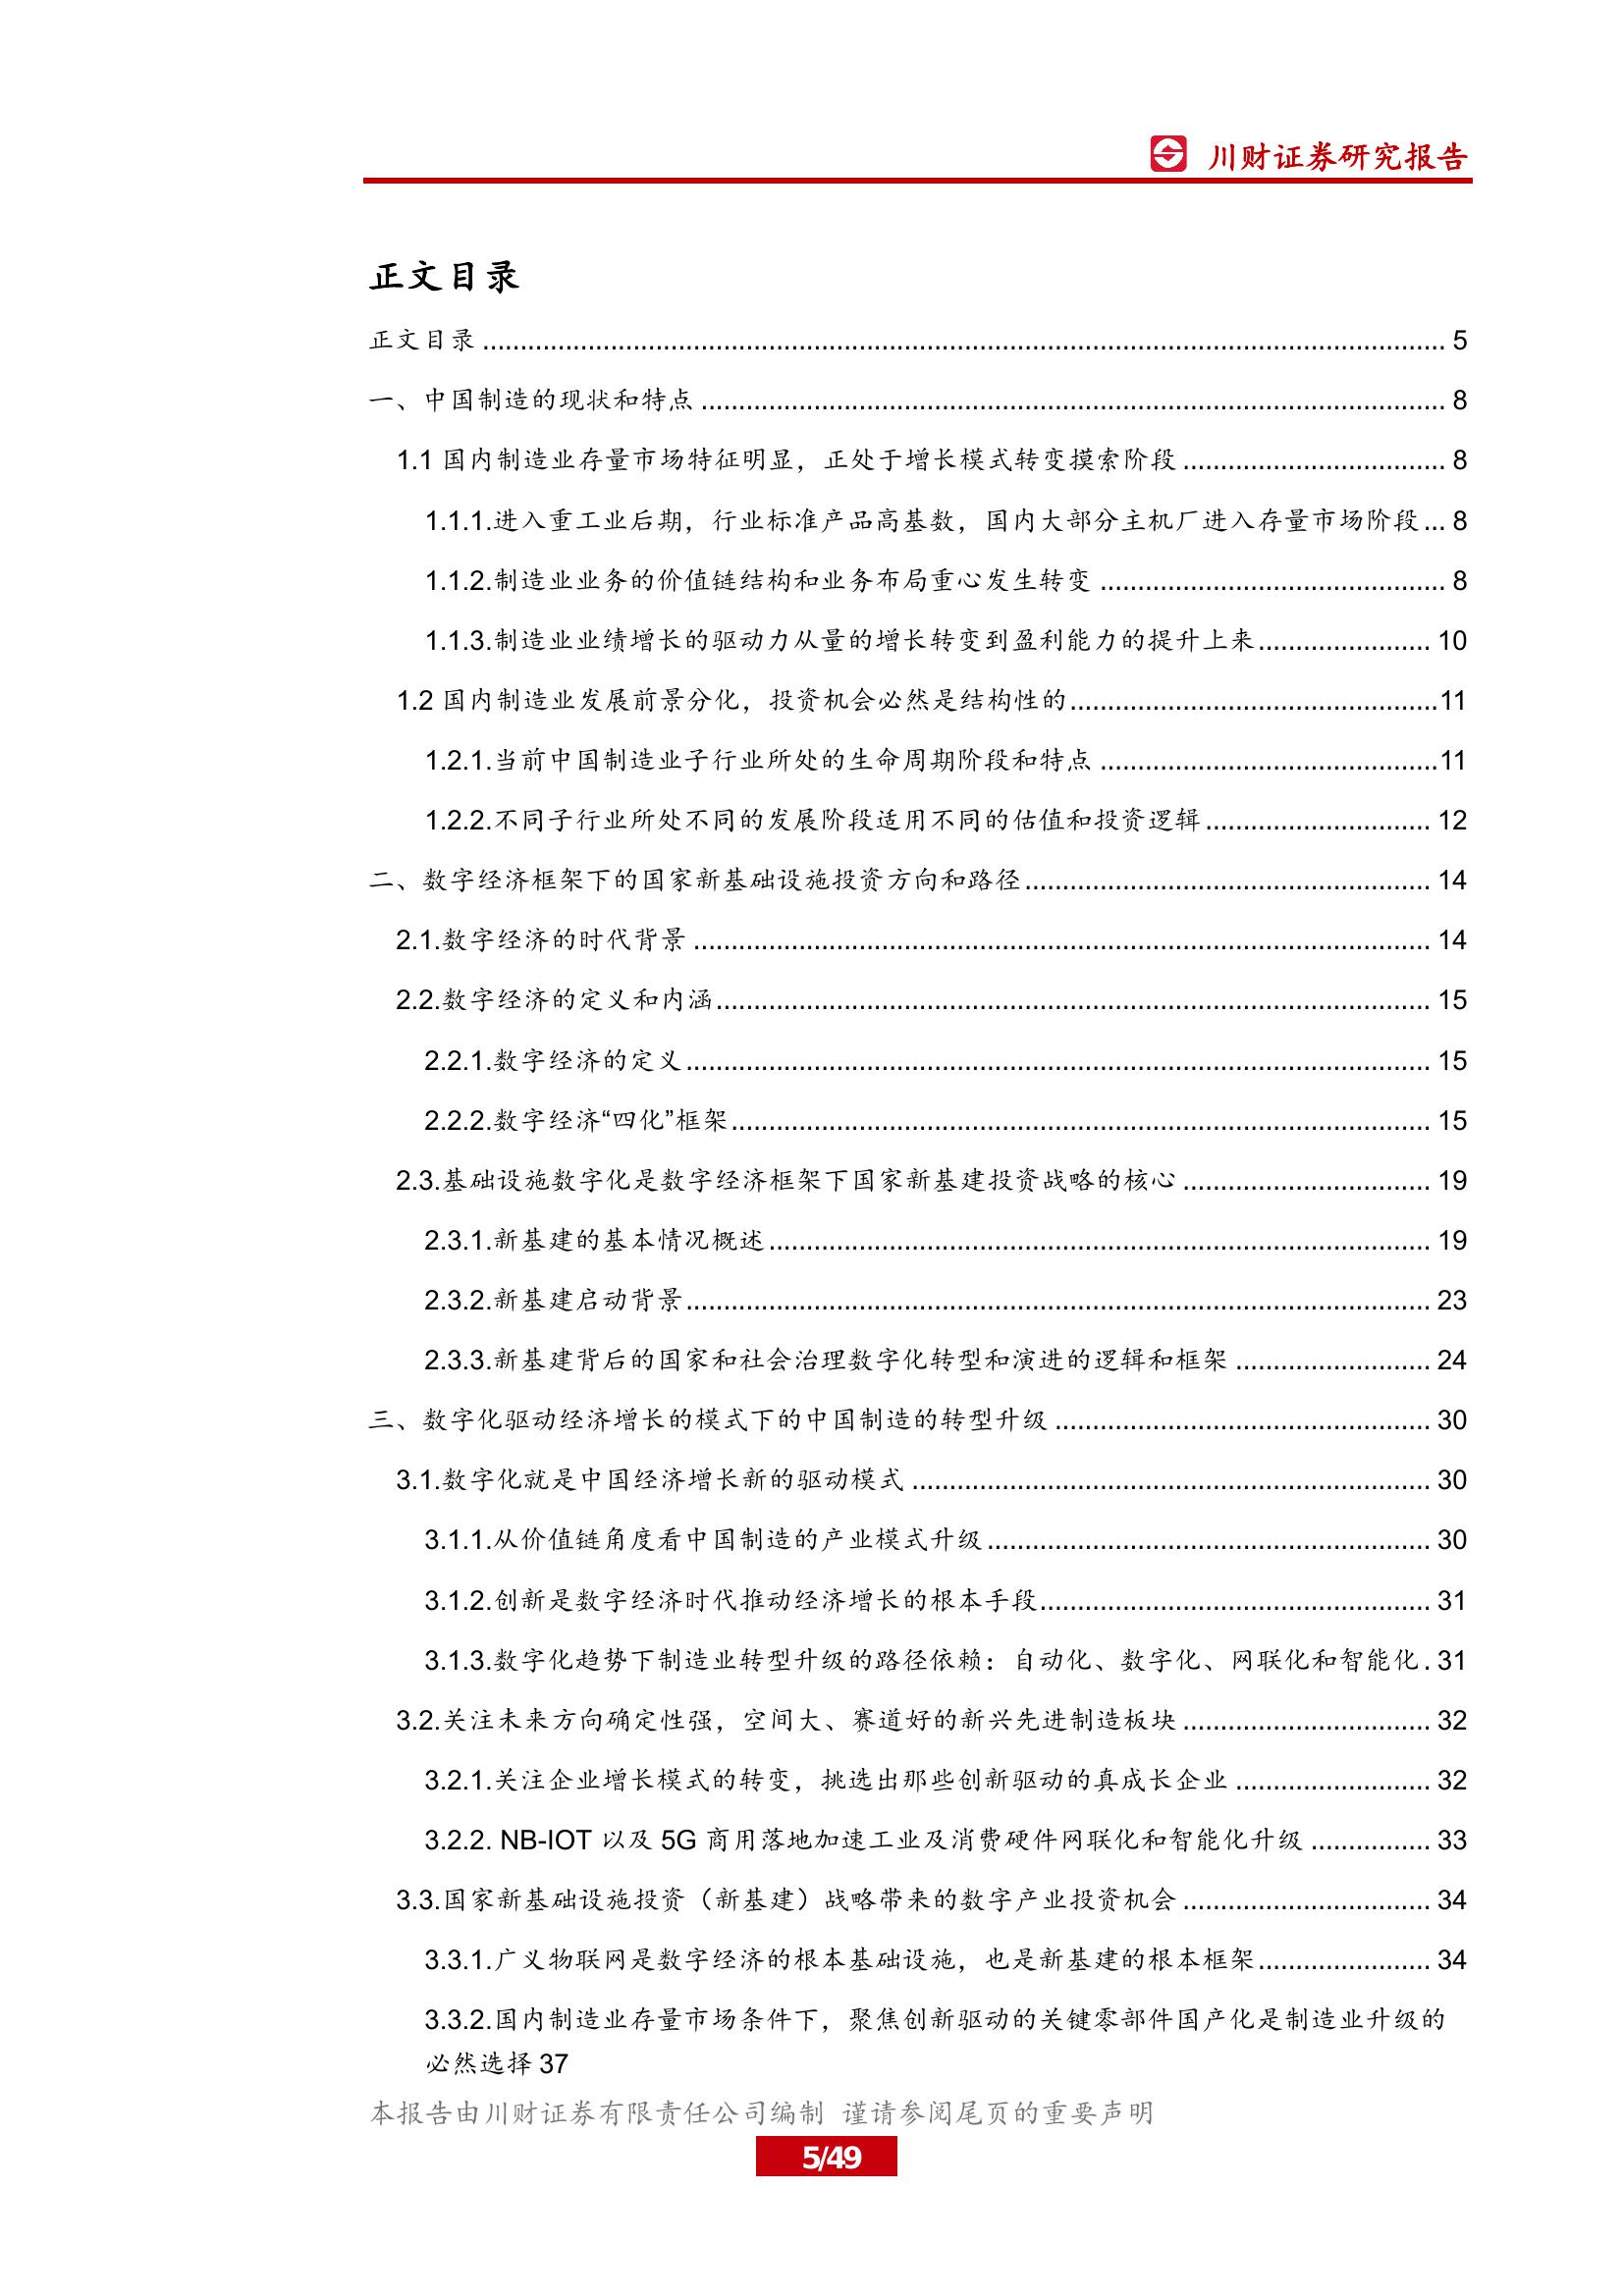 川财证券研究报告
正文目录
正文目录 ........ 5
一、中国制造的现状和特点 ........ 8
1.1 国内制造业存量市场特征明显，正处于增长模式转变摸索阶段 ........ 8
1.1.1.进入重工业后期，行业标准产品高基数，国内大部分主机厂进入存量市场阶段 ... 8
1.1.2.制造业业务的价值链结构和业务布局重心发生转变 ........ 8
1.1.3.制造业业绩增长的驱动力从量的增长转变到盈利能力的提升上来 ........ 10
1.2 国内制造业发展前景分化，投资机会必然是结构性的 ........ 11
1.2.1.当前中国制造业子行业所处的生命周期阶段和特点 ........ 11
1.2.2.不同子行业所处不同的发展阶段适用不同的估值和投资逻辑 ........ 12
二、数字经济框架下的国家新基础设施投资方向和路径 ........ 14
2.1.数字经济的时代背景 ........ 14
2.2.数字经济的定义和内涵 ........ 15
2.2.1.数字经济的定义 ........ 15
2.2.2.数字经济“四化”框架 ........ 15
2.3.基础设施数字化是数字经济框架下国家新基建投资战略的核心 ........ 19
2.3.1.新基建的基本情况概述 ........ 19
2.3.2.新基建启动背景 ........ 23
2.3.3.新基建背后的国家和社会治理数字化转型和演进的逻辑和框架 ........ 24
三、数字化驱动经济增长的模式下的中国制造的转型升级 ........ 30
3.1.数字化就是中国经济增长新的驱动模式 ........ 30
3.1.1.从价值链角度看中国制造的产业模式升级 ........ 30
3.1.2.创新是数字经济时代推动经济增长的根本手段 ........ 31
3.1.3.数字化趋势下制造业转型升级的路径依赖：自动化、数字化、网联化和智能化 . 31
3.2.关注未来方向确定性强，空间大、赛道好的新兴先进制造板块 ........ 32
3.2.1.关注企业增长模式的转变，挑选出那些创新驱动的真成长企业 ........ 32
3.2.2. NB-IOT 以及 5G 商用落地加速工业及消费硬件网联化和智能化升级 ........ 33
3.3.国家新基础设施投资（新基建）战略带来的数字产业投资机会 ........ 34
3.3.1.广义物联网是数字经济的根本基础设施，也是新基建的根本框架 ........ 34
3.3.2.国内制造业存量市场条件下，聚焦创新驱动的关键零部件国产化是制造业升级的
必然选择 37
本报告由川财证券有限责任公司编制 谨请参阅尾页的重要声明
5/49